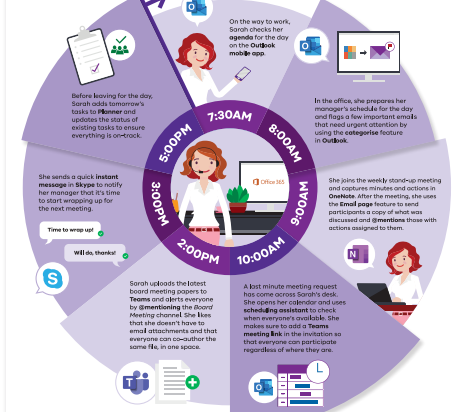 On the way to work,
Sarah checks her
agenda for the day
on the Outlook
mobile app.
7:30AM
In the office, she prepares her
manager's schedule for the day
and flags a few important emails
that need urgent attention by
using the categorise feature
in Outlook.
8:00AM
She joins the weekly stand-up meeting
and captures minutes and actions in
OneNote. After the meeting, she uses
the Email page feature to send
participants a copy of what was
discussed and @mentions those with
actions assigned to them.
9:00AM
A last minute meeting request
has come across Sarah's desk.
She opens her calendar and uses
scheduling assistant to check
when everyone's available. She
makes sure to add a Teams
meeting link in the invitation so
that everyone can participate
regardless of where they are.
10:00AM
Sarah uploads the latest
board meeting papers to
Teams and alerts everyone
by @mentioning the Board
Meeting channel. She likes
that she doesn't have to
email attachments and that
everyone can co-author the
same file, in one space.
2:00PM
She sends a quick instant
message in Skype to notify
her manager that it's time
to start wrapping up for
the next meeting.
Time to wrap up!
Will do, thanks!
3:00PM
Before leaving for the day,
Sarah adds tomorrow's
tasks to Planner and
updates the status of
existing tasks to ensure
everything is on-track.
5:00PM
Office 365